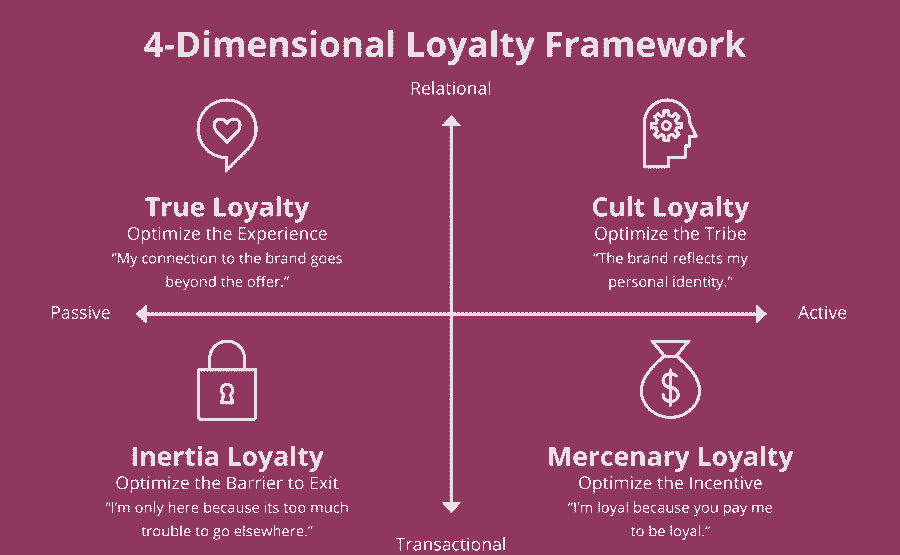 4-Dimensional Loyalty Framework
Relational
True Loyalty
Optimize the Experience
“My connection to the brand goes
beyond the offer.”
Cult Loyalty
Optimize the Tribe
“The brand reflects my
personal identity.”
Passive
Active
$
Inertia Loyalty
Optimize the Barrier to Exit
“I’m only here because its too much
trouble to go elsewhere.”
Mercenary Loyalty
Optimize the Incentive
“I’m loyal because you pay me
to be loyal.”
Transactional